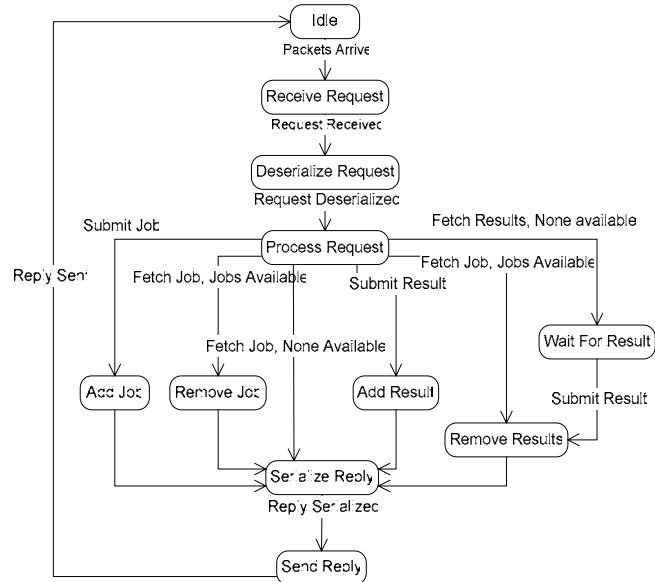 Idle
Packets Arrive
Receive Request
Request Received
Deserialize Request
Request Deserialized
Fetch Results, None available
Submit Job
Process Request
Fetch Job, Jobs Available
Reply Sent
Fetch Job, Jobs Available
Submit Result
Wait For Result
Fetch Job, None Available
Add Job
Remove Job
Add Result
Submit Result
Remove Results
Serialize Reply
Reply Serialized
Send Reply